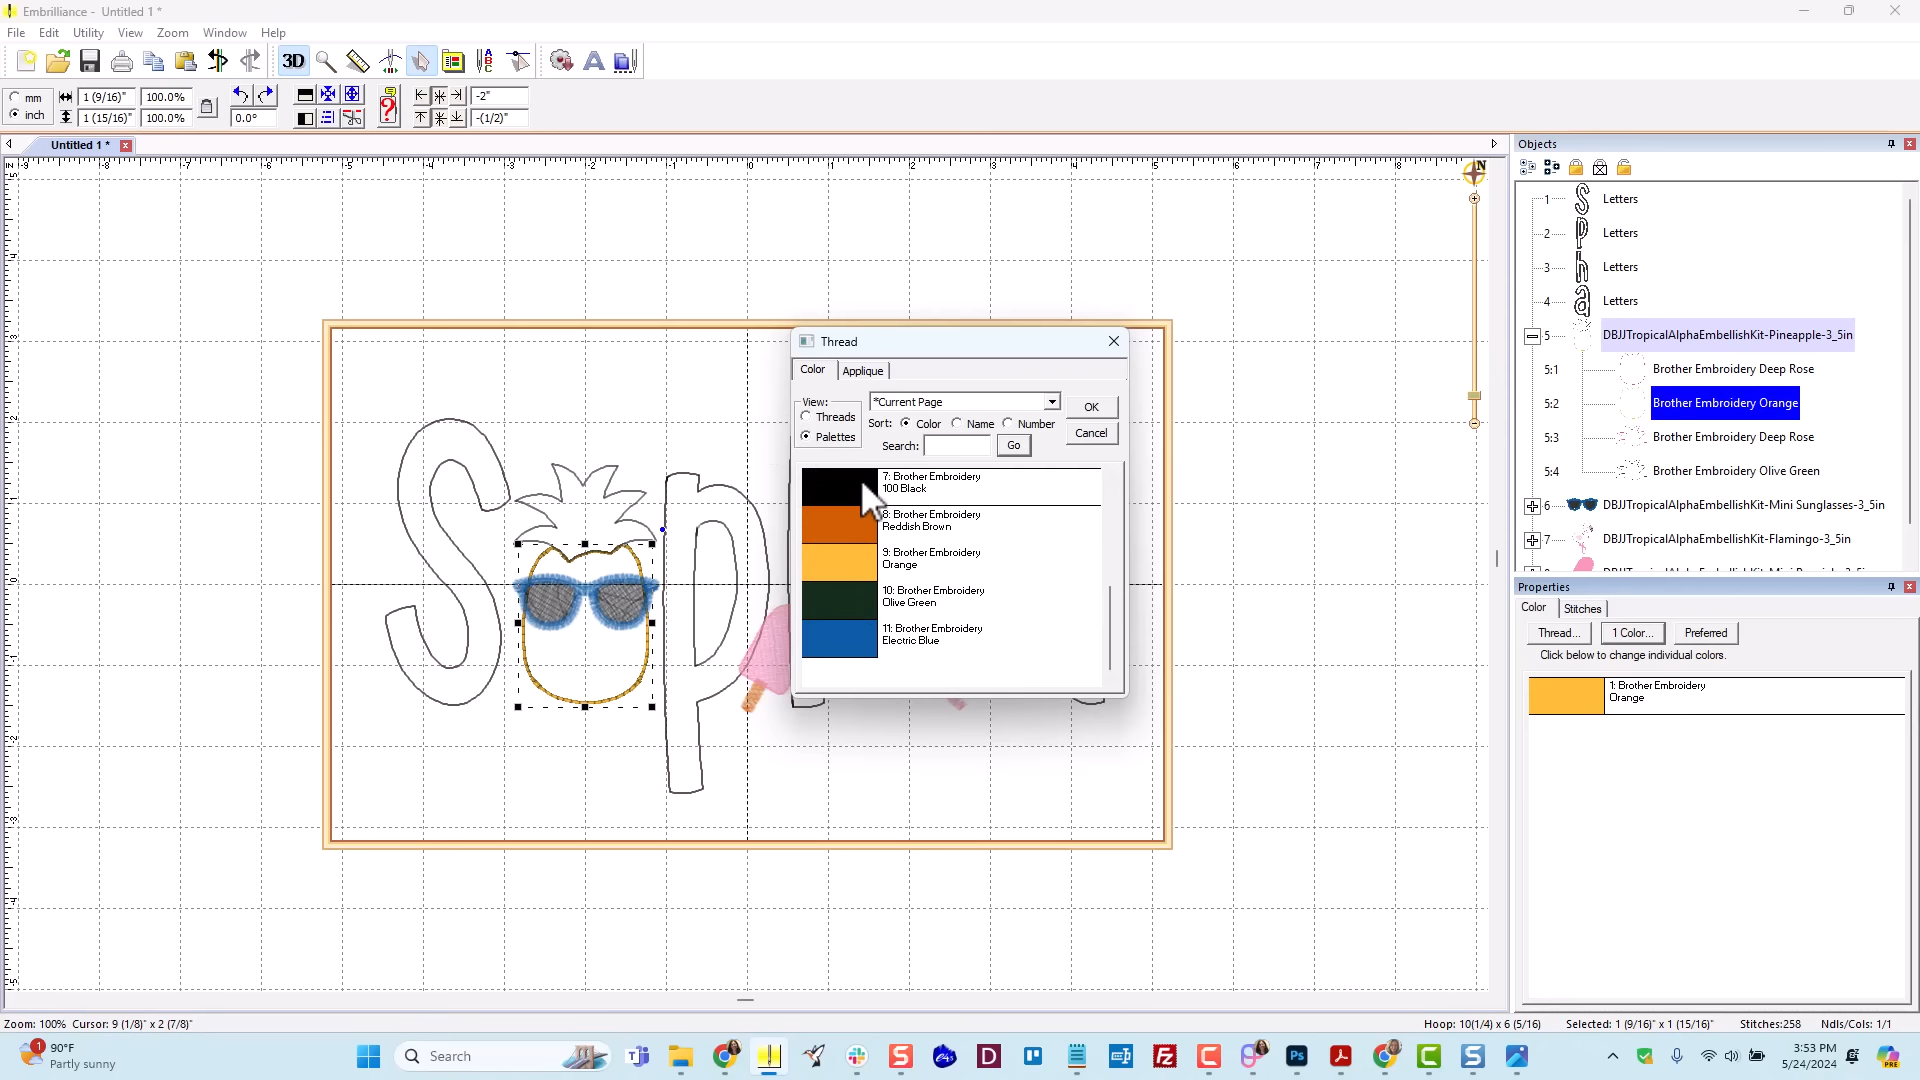 Embrilliance - Untitled 1 *
File Edit Utility View Zoom Window Help
3D
mm 1 (9/16)" 100.0% -2"
inch 1 (15/16)" 100.0% 0.0° -(1/2)"
Untitled 1 *
Objects
1 Letters
2 Letters
3 Letters
4 Letters
5 DBJJTropicalAlphaEmbellishKit-Pineapple-3_5in
5:1 Brother Embroidery Deep Rose
5:2 Brother Embroidery Orange
5:3 Brother Embroidery Deep Rose
5:4 Brother Embroidery Olive Green
6 DBJJTropicalAlphaEmbellishKit-Mini Sunglasses-3_5in
7 DBJJTropicalAlphaEmbellishKit-Flamingo-3_5in
Thread
Color Applique
View:
Threads
Palettes
*Current Page
Sort: Color Name Number
Search: Go
OK
Cancel
7: Brother Embroidery
100 Black
8: Brother Embroidery
Reddish Brown
9: Brother Embroidery
Orange
10: Brother Embroidery
Olive Green
11: Brother Embroidery
Electric Blue
S p
Properties
Color Stitches
Thread... 1 Color... Preferred
Click below to change individual colors.
1: Brother Embroidery
Orange
Zoom: 100% Cursor: 9 (1/8)" x 2 (7/8)"
Hoop: 10(1/4) x 6 (5/16) Selected: 1 (9/16)" x 1 (15/16)" Stitches:258 Ndls/Cols: 1/1
90°F
Partly sunny
Search
3:53 PM
5/24/2024